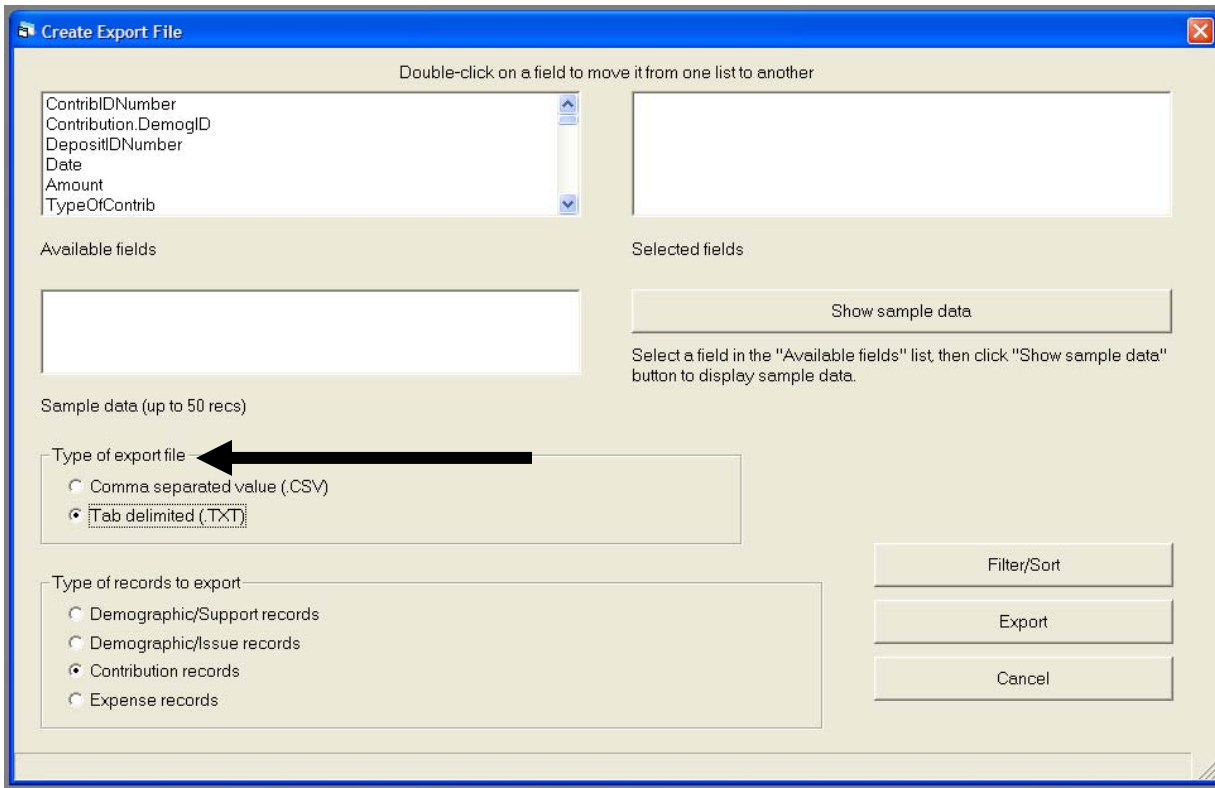 Create Export File
Double-click on a field to move it from one list to another
ContribIDNumber
Contribution.DemogID
DepositIDNumber
Date
Amount
TypeOfContrib
Available fields
Selected fields
Show sample data
Select a field in the "Available fields" list, then click "Show sample data"
button to display sample data.
Sample data (up to 50 recs)
Type of export file
Comma separated value (.CSV)
Tab delimited (.TXT)
Type of records to export
Demographic/Support records
Demographic/Issue records
Contribution records
Expense records
Filter/Sort
Export
Cancel